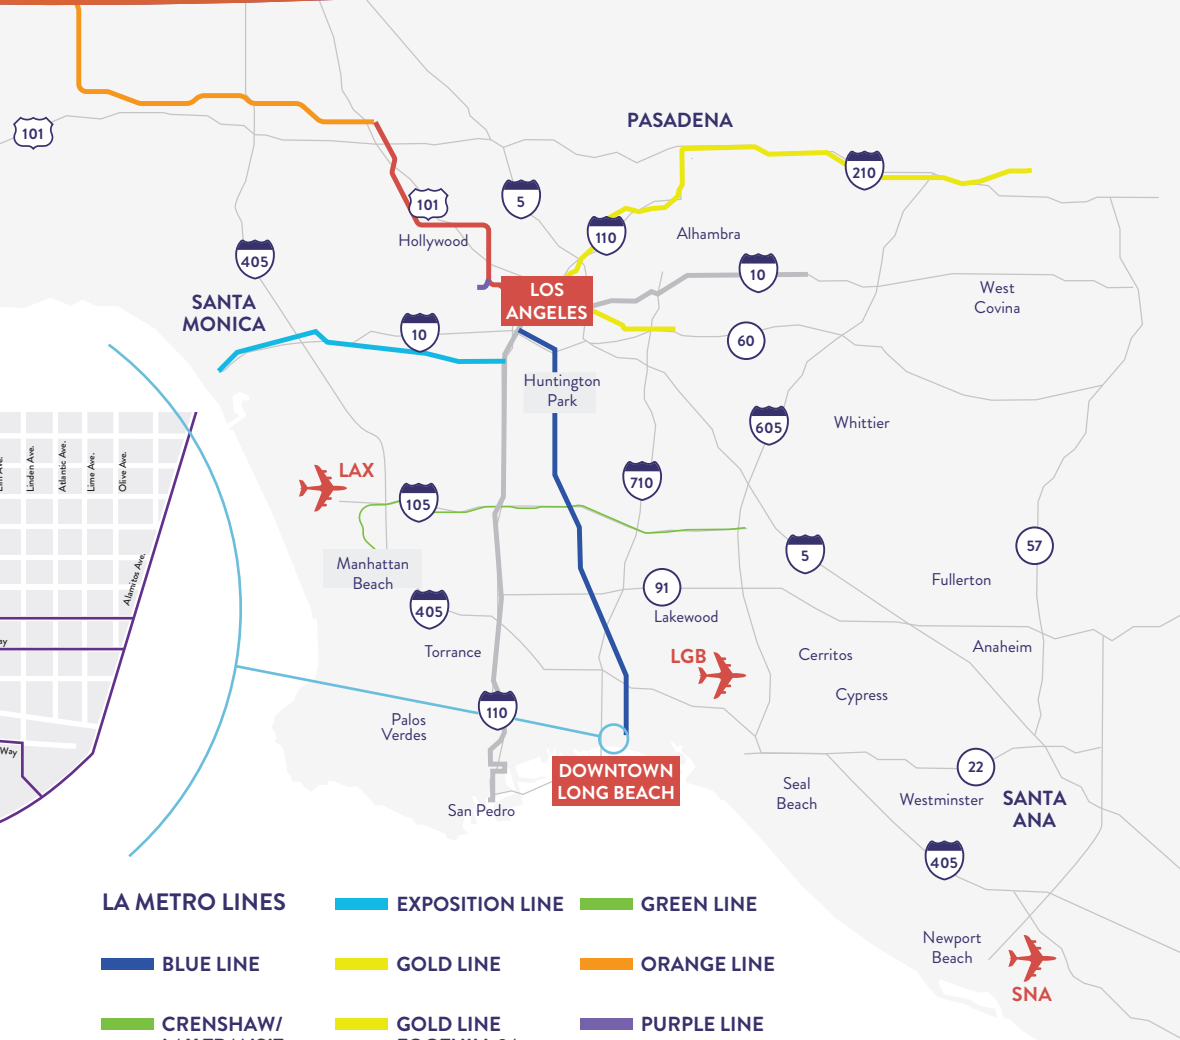 PASADENA
101
210
101
5
110
Alhambra
Hollywood
405
10
LOS
ANGELES
West
Covina
SANTA
MONICA
10
60
Huntington
Park
605
Whittier
Linden Ave.
Atlantic Ave.
Lime Ave.
Olive Ave.
LAX
105
710
57
5
Manhattan
Beach
Alamitos Ave.
91
Fullerton
405
Lakewood
Way
Torrance
LGB
Cerritos
Anaheim
Cypress
110
Palos
Verdes
DOWNTOWN
LONG BEACH
22
Seal
Beach
Westminster
SANTA
ANA
San Pedro
405
LA METRO LINES
EXPOSITION LINE
GREEN LINE
Newport
Beach
BLUE LINE
GOLD LINE
ORANGE LINE
SNA
CRENSHAW/
GOLD LINE
PURPLE LINE